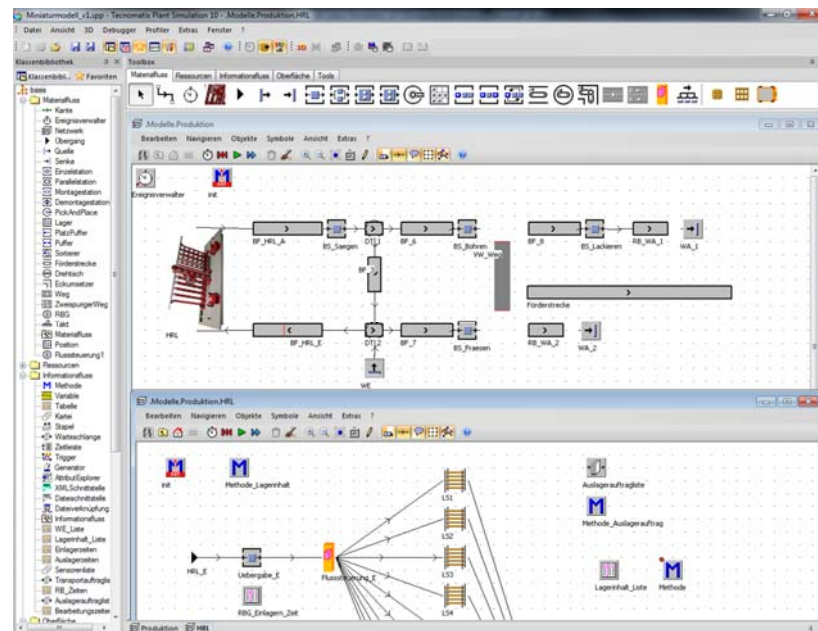 Miniaturmodell_v1.spp - Tecnomatix Plant Simulation 10 - .Modelle.Produktion.HRL
Datei Ansicht 3D Debugger Profiler Extras Fenster ?
Klassenbibliothek
Toolbox
Klassenbibl... Favoriten
Materialfluss Ressourcen Informationsfluss Oberfläche Tools
basis
Materialfluss
Kante
Ereignisverwalter
Netzwerk
Übergang
Quelle
Senke
Einzelstation
Parallelstation
Montagestation
Demontagestation
PickAndPlace
Lager
PlatzPuffer
Puffer
Sortierer
Förderstrecke
Drehtisch
Eckumsetzer
Weg
ZweispurigerWeg
RBG
Takt
Materialfluss
Position
Flusssteuerung1
Ressourcen
Informationsfluss
Methode
Variable
Tabelle
Kartei
Stapel
Warteschlange
Zeitleiste
Trigger
Generator
AttributExplorer
XMLSchnittstelle
Dateischnittstelle
Dateiverknüpfung
Informationsfluss
WE_Liste
Lagerinhalt_Liste
Einlagerzeiten
Auslagerzeiten
Sensorenliste
Transportauftragslis
RB_Zeiten
Auslagerauftraglist
Bearbeitungszeiten
Oberfläche
.Modelle.Produktion
Bearbeiten Navigieren Objekte Symbole Ansicht Extras ?
Ereignisverwalter
init
BF_HRL_A
BS_Saegen
DT11
BF_6
BS_Bohren
VW_Weg
BF_8
BS_Lackieren
RB_WA_1
WA_1
Förderstrecke
HRL
BF_HRL_E
DT12
BF_7
BS_Fraesen
RB_WA_2
WA_2
WE
.Modelle.Produktion.HRL
Bearbeiten Navigieren Objekte Symbole Ansicht Extras ?
init
Methode_Lagerinhalt
LS1
LS2
LS3
LS4
Auslagerauftragliste
Methode_Auslagerauftrag
HRL_E
Uebergabe_E
Flusssteuerung_E
RBG_Einlagern_Zeit
Lagerinhalt_Liste
Methode
Produktion HRL